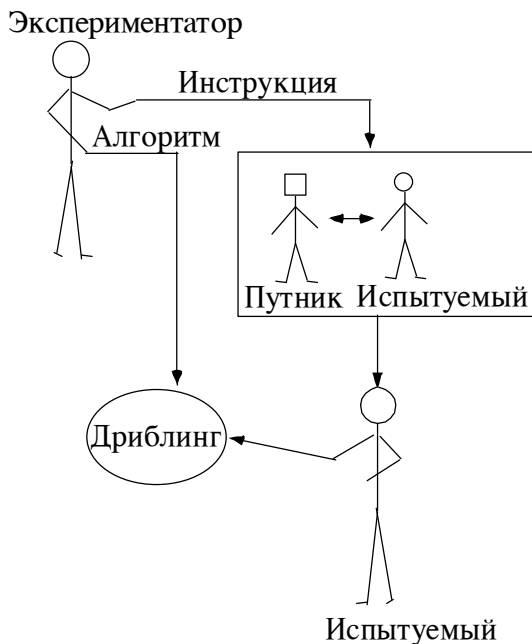 Экспериментатор
Инструкция
Алгоритм
Путник Испытуемый
Дриблинг
Испытуемый